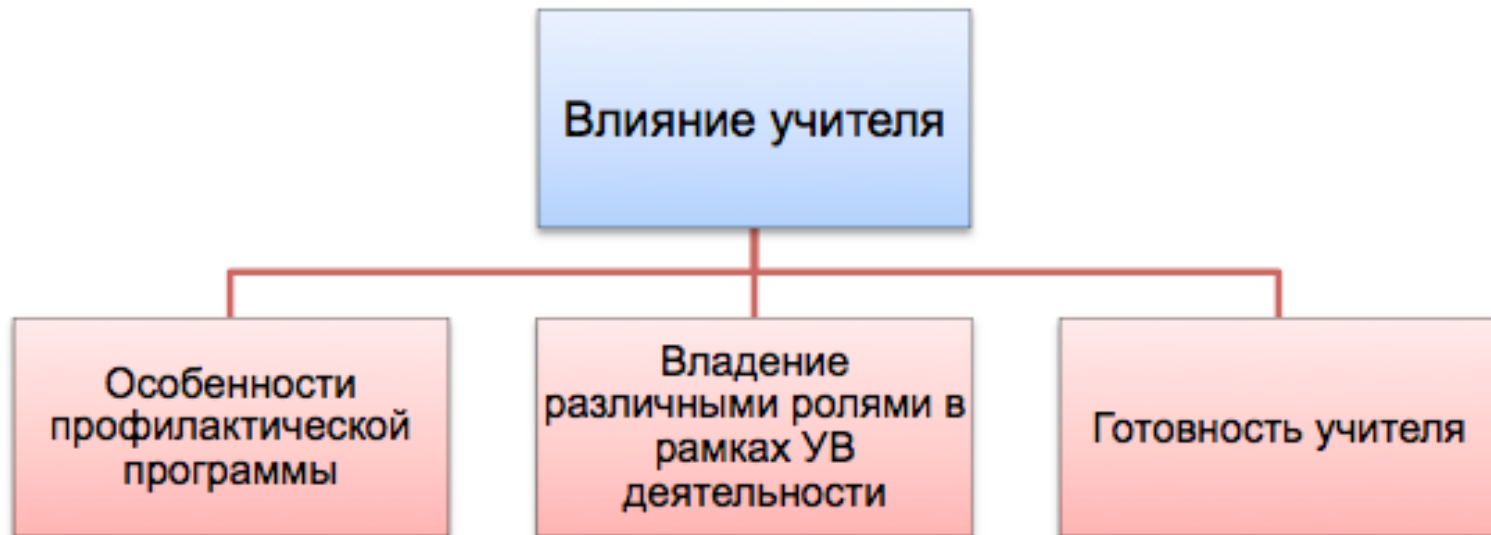 Влияние учителя
Особенности
профилактической
программы
Владение
различными ролями в
рамках УВ
деятельности
Готовность учителя